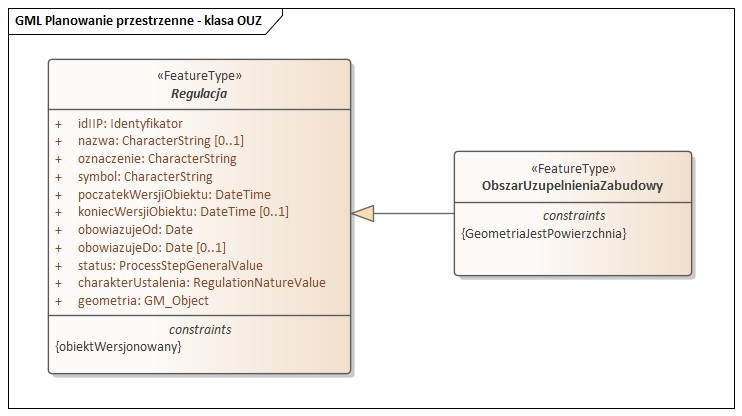 GML Planowanie przestrzenne - klasa OUZ
«FeatureType»
Regulacja
+ idIIP: Identyfikator
+ nazwa: CharacterString [0..1]
+ oznaczenie: CharacterString
+ symbol: CharacterString
+ poczatekWersjiObiektu: DateTime
+ koniecWersjiObiektu: DateTime [0..1]
+ obowiazujeOd: Date
+ obowiazujeDo: Date [0..1]
+ status: ProcessStepGeneralValue
+ charakterUstalenia: RegulationNatureValue
+ geometria: GM_Object
constraints
{obiektWersjonowany}
«FeatureType»
ObszarUzupelnieniaZabudowy
constraints
{GeometriaJestPowierzchnia}